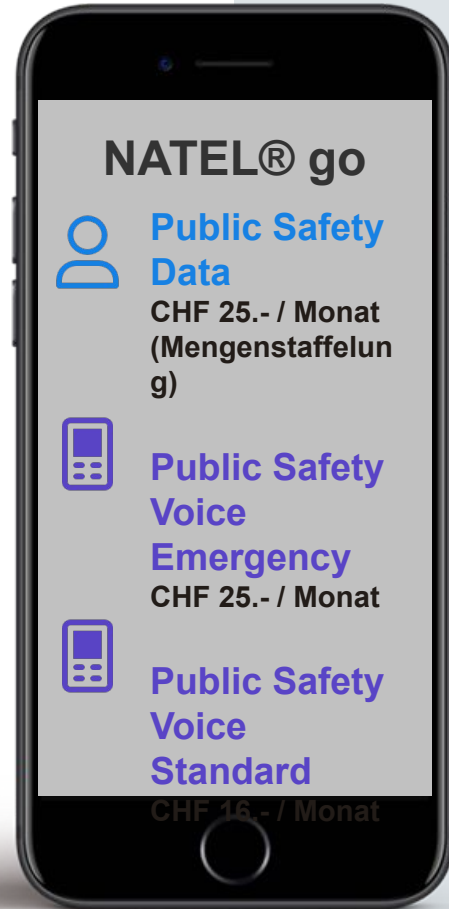 NATEL® go
Public Safety
Data
CHF 25.- / Monat
(Mengenstaffelun
g)
Public Safety
Voice
Emergency
CHF 25.- / Monat
Public Safety
Voice
Standard
CHF 16.- / Monat